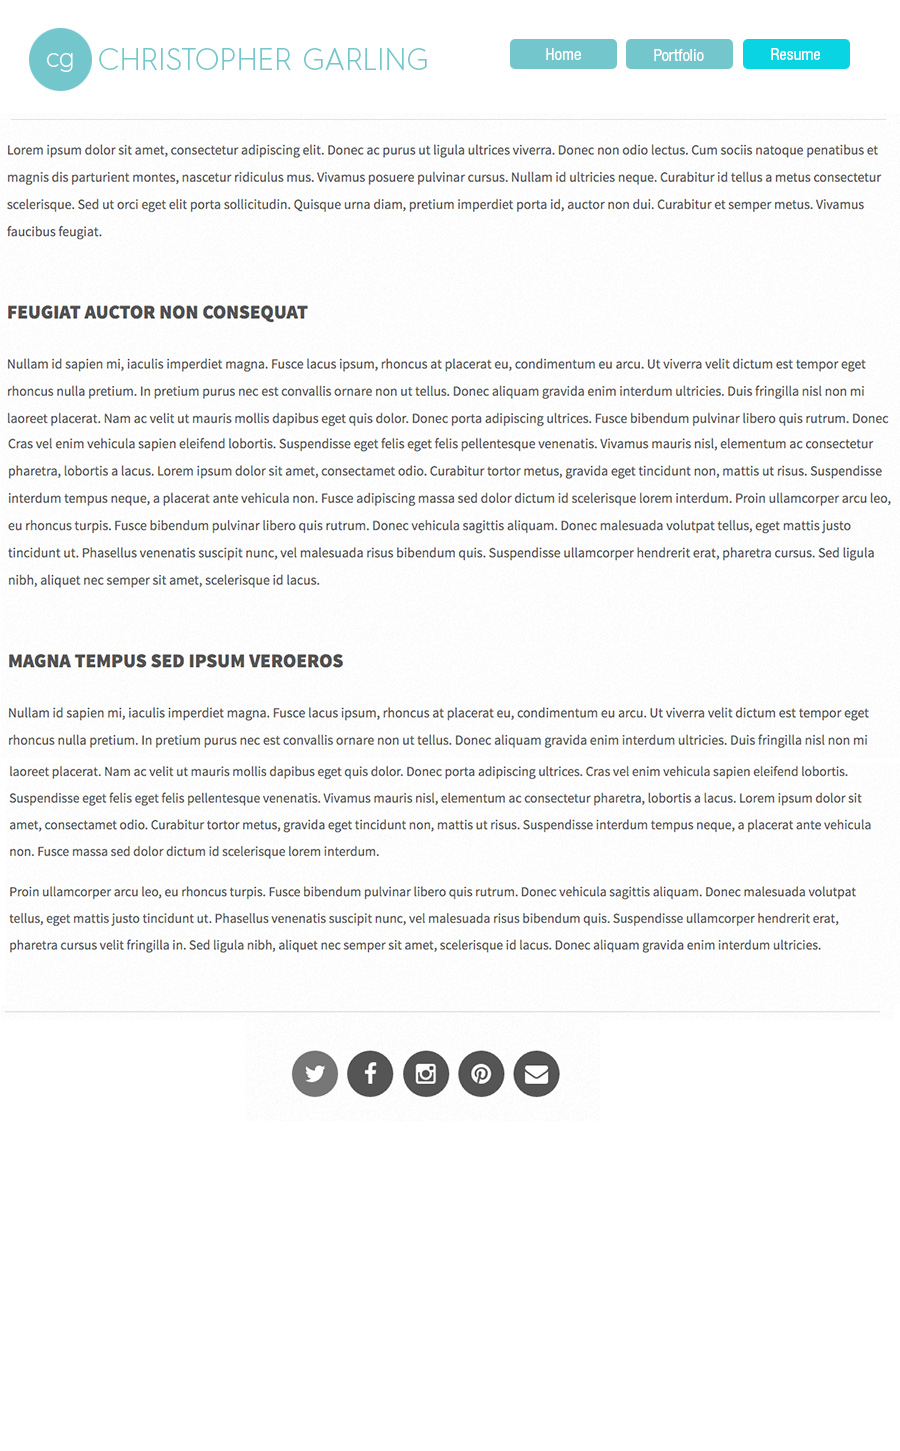 cg CHRISTOPHER GARLING
Home Portfolio Resume
Lorem ipsum dolor sit amet, consectetur adipiscing elit. Donec ac purus ut ligula ultrices viverra. Donec non odio lectus. Cum sociis natoque penatibus et
magnis dis parturient montes, nascetur ridiculus mus. Vivamus posuere pulvinar cursus. Nullam id ultricies neque. Curabitur id tellus a metus consectetur
scelerisque. Sed ut orci eget elit porta sollicitudin. Quisque urna diam, pretium imperdiet porta id, auctor non dui. Curabitur et semper metus. Vivamus
faucibus feugiat.
FEUGIAT AUCTOR NON CONSEQUAT
Nullam id sapien mi, iaculis imperdiet magna. Fusce lacus ipsum, rhoncus at placerat eu, condimentum eu arcu. Ut viverra velit dictum est tempor eget
rhoncus nulla pretium. In pretium purus nec est convallis ornare non ut tellus. Donec aliquam gravida enim interdum ultricies. Duis fringilla nisl non mi
laoreet placerat. Nam ac velit ut mauris mollis dapibus eget quis dolor. Donec porta adipiscing ultrices. Fusce bibendum pulvinar libero quis rutrum. Donec
Cras vel enim vehicula sapien eleifend lobortis. Suspendisse eget felis eget felis pellentesque venenatis. Vivamus mauris nisl, elementum ac consectetur
pharetra, lobortis a lacus. Lorem ipsum dolor sit amet, consectamet odio. Curabitur tortor metus, gravida eget tincidunt non, mattis ut risus. Suspendisse
interdum tempus neque, a placerat ante vehicula non. Fusce adipiscing massa sed dolor dictum id scelerisque lorem interdum. Proin ullamcorper arcu leo,
eu rhoncus turpis. Fusce bibendum pulvinar libero quis rutrum. Donec vehicula sagittis aliquam. Donec malesuada volutpat tellus, eget mattis justo
tincidunt ut. Phasellus venenatis suscipit nunc, vel malesuada risus bibendum quis. Suspendisse ullamcorper hendrerit erat, pharetra cursus. Sed ligula
nibh, aliquet nec semper sit amet, scelerisque id lacus.
MAGNA TEMPUS SED IPSUM VEROEROS
Nullam id sapien mi, iaculis imperdiet magna. Fusce lacus ipsum, rhoncus at placerat eu, condimentum eu arcu. Ut viverra velit dictum est tempor eget
rhoncus nulla pretium. In pretium purus nec est convallis ornare non ut tellus. Donec aliquam gravida enim interdum ultricies. Duis fringilla nisl non mi
laoreet placerat. Nam ac velit ut mauris mollis dapibus eget quis dolor. Donec porta adipiscing ultrices. Cras vel enim vehicula sapien eleifend lobortis.
Suspendisse eget felis eget felis pellentesque venenatis. Vivamus mauris nisl, elementum ac consectetur pharetra, lobortis a lacus. Lorem ipsum dolor sit
amet, consectamet odio. Curabitur tortor metus, gravida eget tincidunt non, mattis ut risus. Suspendisse interdum tempus neque, a placerat ante vehicula
non. Fusce massa sed dolor dictum id scelerisque lorem interdum.
Proin ullamcorper arcu leo, eu rhoncus turpis. Fusce bibendum pulvinar libero quis rutrum. Donec vehicula sagittis aliquam. Donec malesuada volutpat
tellus, eget mattis justo tincidunt ut. Phasellus venenatis suscipit nunc, vel malesuada risus bibendum quis. Suspendisse ullamcorper hendrerit erat,
pharetra cursus velit fringilla in. Sed ligula nibh, aliquet nec semper sit amet, scelerisque id lacus. Donec aliquam gravida enim interdum ultricies.